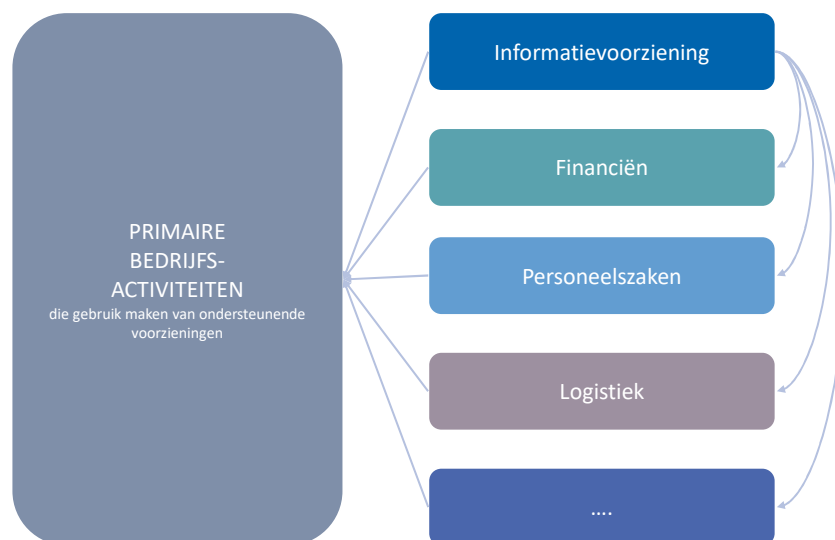 PRIMAIRE
BEDRIJFS-
ACTIVITEITEN
die gebruik maken van ondersteunende
voorzieningen
Informatievoorziening
Financiën
Personeelszaken
Logistiek
....